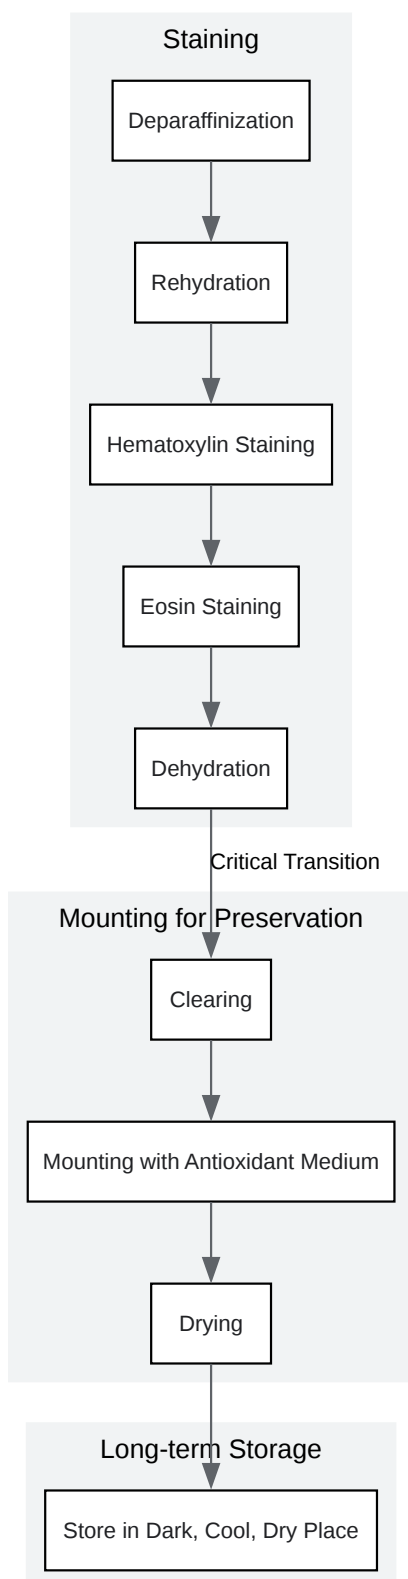 Staining
Deparaffinization
Rehydration
Hematoxylin Staining
Eosin Staining
Dehydration
Critical Transition
Mounting for Preservation
Clearing
Mounting with Antioxidant Medium
Drying
Long-term Storage
Store in Dark, Cool, Dry Place